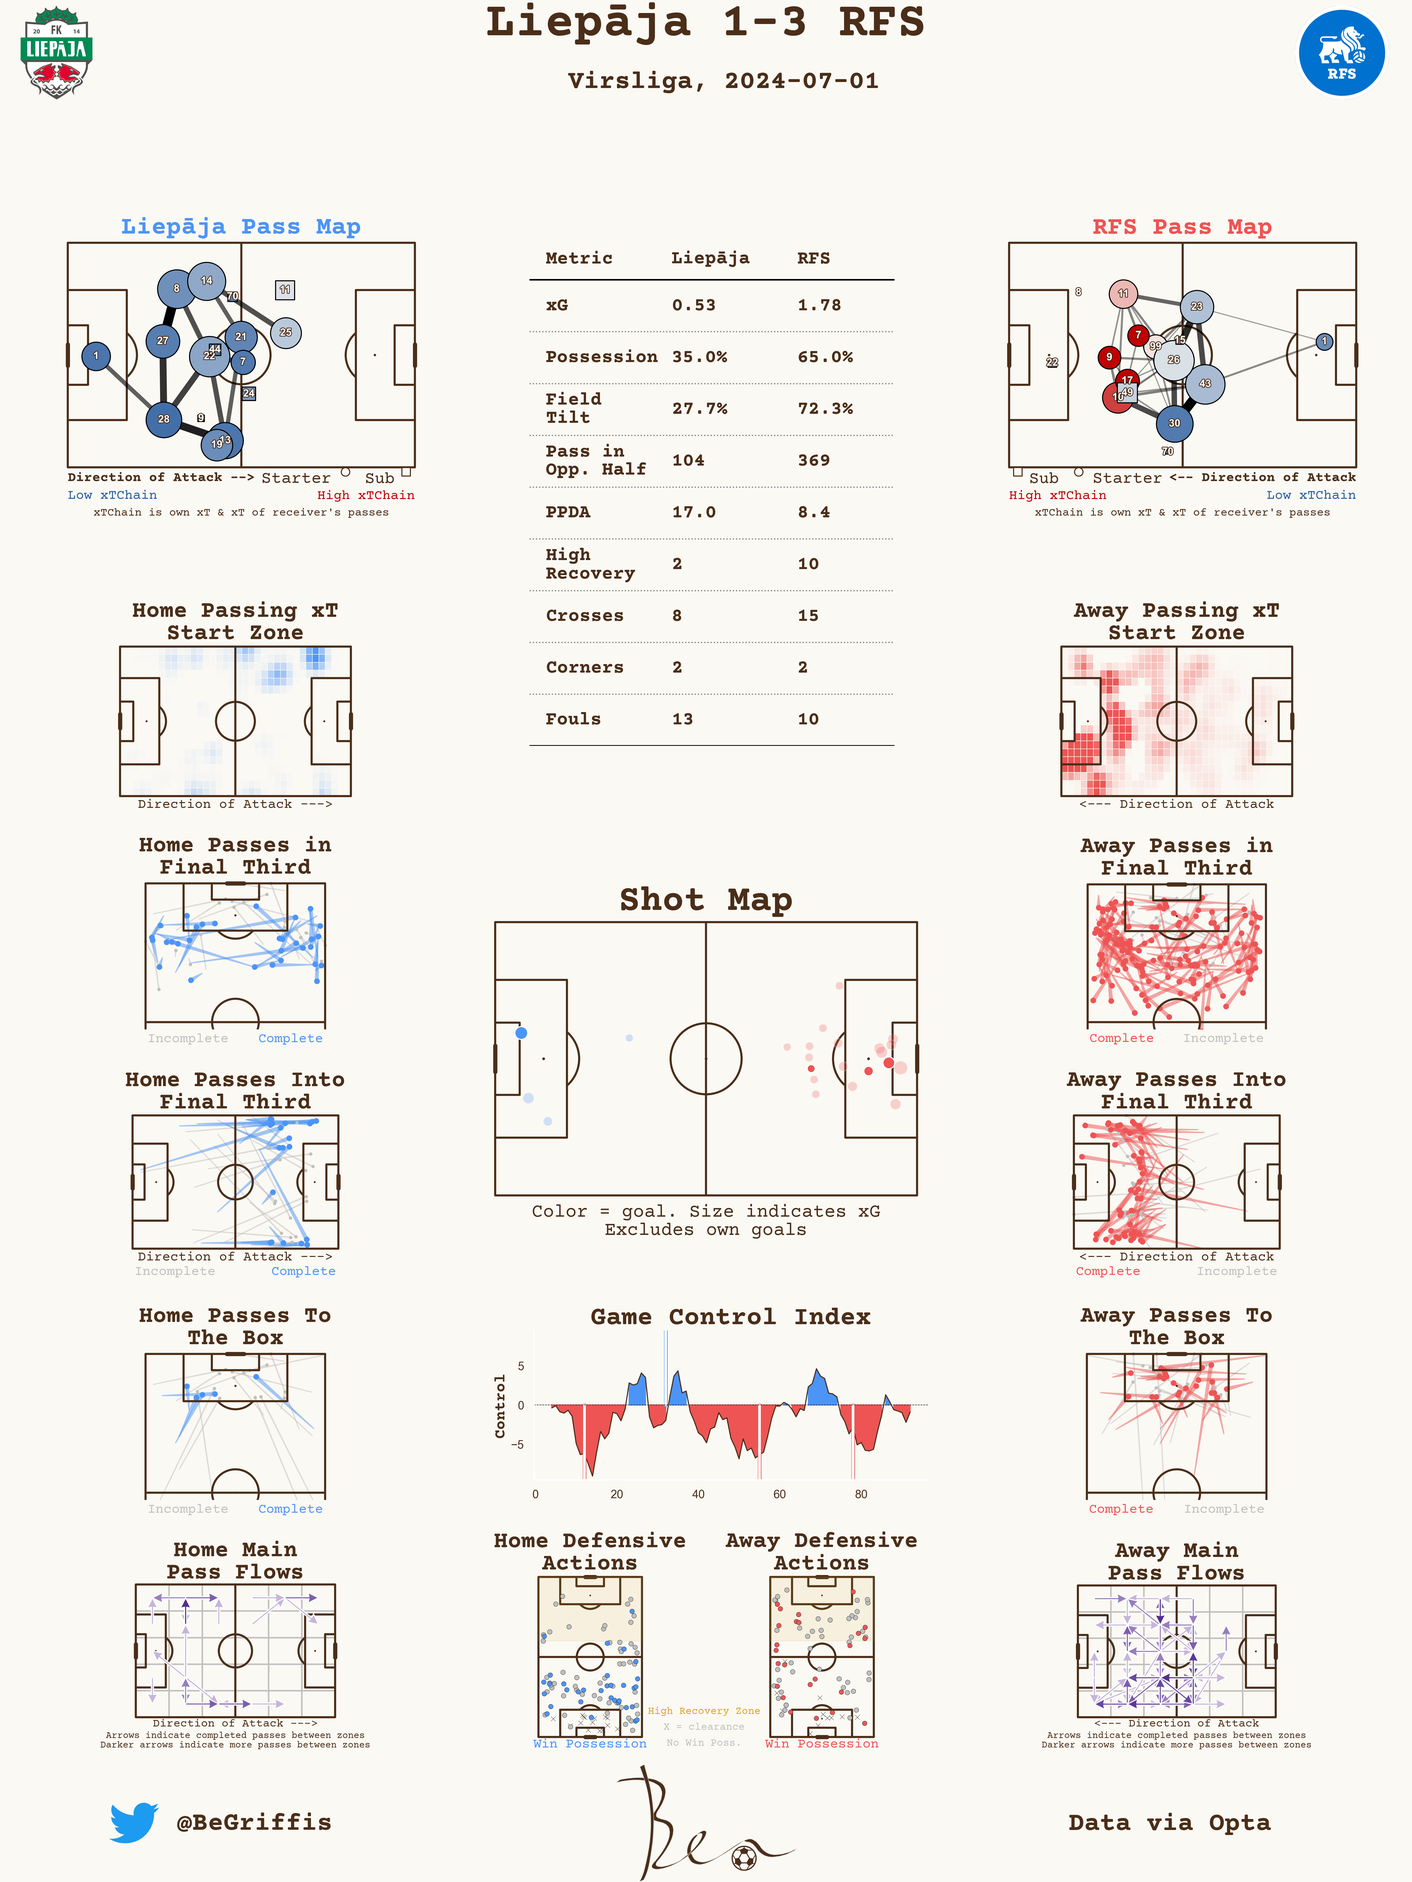 Liepāja 1-3 RFS
Virsliga, 2024-07-01
20 FK 14
LIEPĀJA
RFS
Liepāja Pass Map
8
14
70
11
27
21
25
1
44
22
7
24
28
9
19
13
Direction of Attack --> Starter Sub
Low xTChain High xTChain
xTChain is own xT & xT of receiver's passes
Metric Liepāja RFS
xG 0.53 1.78
Possession 35.0% 65.0%
Field
Tilt 27.7% 72.3%
Pass in
Opp. Half 104 369
PPDA 17.0 8.4
High
Recovery 2 10
Crosses 8 15
Corners 2 2
Fouls 13 10
RFS Pass Map
8
11
23
7
15
99
1
9
22
26
17
49
10
43
30
70
Sub Starter <-- Direction of Attack
High xTChain Low xTChain
xTChain is own xT & xT of receiver's passes
Home Passing xT
Start Zone
Direction of Attack --->
Away Passing xT
Start Zone
<--- Direction of Attack
Home Passes in
Final Third
Incomplete Complete
Away Passes in
Final Third
Complete Incomplete
Shot Map
Color = goal. Size indicates xG
Excludes own goals
Home Passes Into
Final Third
Direction of Attack --->
Incomplete Complete
Away Passes Into
Final Third
<--- Direction of Attack
Complete Incomplete
Home Passes To
The Box
Incomplete Complete
Game Control Index
Control
5
0
−5
0 20 40 60 80
Away Passes To
The Box
Complete Incomplete
Home Main
Pass Flows
Direction of Attack --->
Arrows indicate completed passes between zones
Darker arrows indicate more passes between zones
Home Defensive
Actions
Win Possession
High Recovery Zone
X = clearance
No Win Poss.
Away Defensive
Actions
Win Possession
Away Main
Pass Flows
<--- Direction of Attack
Arrows indicate completed passes between zones
Darker arrows indicate more passes between zones
@BeGriffis
Ben
Data via Opta